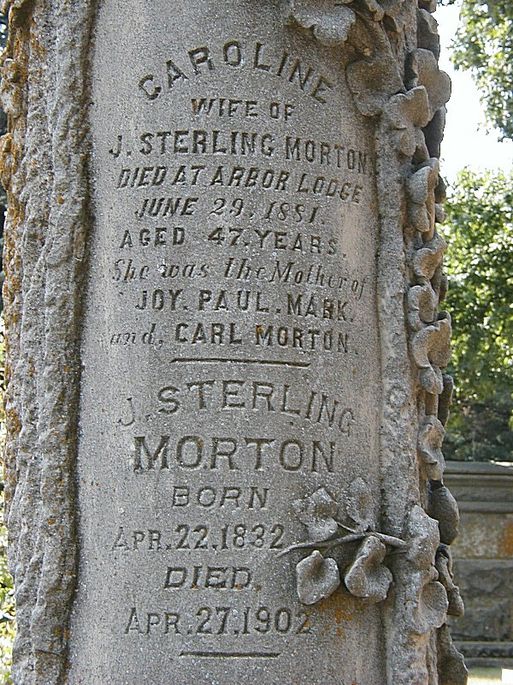 CAROLINE
WIFE OF
J. STERLING MORTON
DIED AT ARBOR LODGE
JUNE 29, 1881.
AGED 47. YEARS.
She was the Mother of
JOY. PAUL. MARK.
and, CARL MORTON.
J. STERLING
MORTON
BORN
APR. 22. 1832
DIED.
APR. 27. 1902